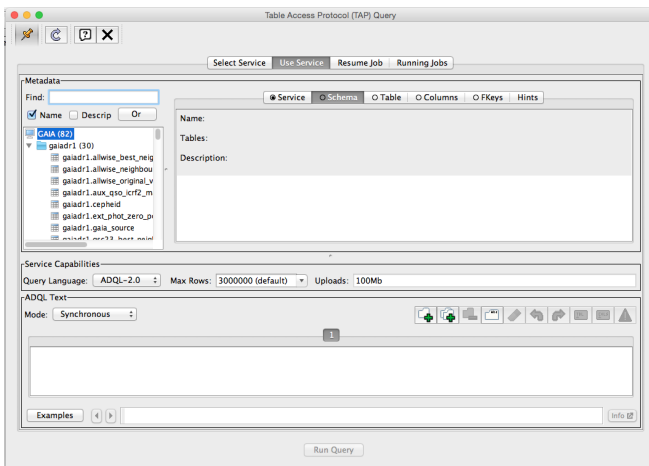 Table Access Protocol (TAP) Query
Select Service Use Service Resume Job Running Jobs
Metadata
Find:
Name Descrip Or
GAIA (82)
gaiadr1 (30)
gaiadr1.allwise_best_neig
gaiadr1.allwise_neighbou
gaiadr1.allwise_original_v
gaiadr1.aux_qso_icrf2_m
gaiadr1.cepheid
gaiadr1.ext_phot_zero_p
gaiadr1.gaia_source
gaiadr1.gsc23_best_neigl
Service Schema Table Columns FKeys Hints
Name:
Tables:
Description:
Service Capabilities
Query Language: ADQL-2.0 Max Rows: 3000000 (default) Uploads: 100Mb
ADQL Text
Mode: Synchronous
1
Examples Info
Run Query